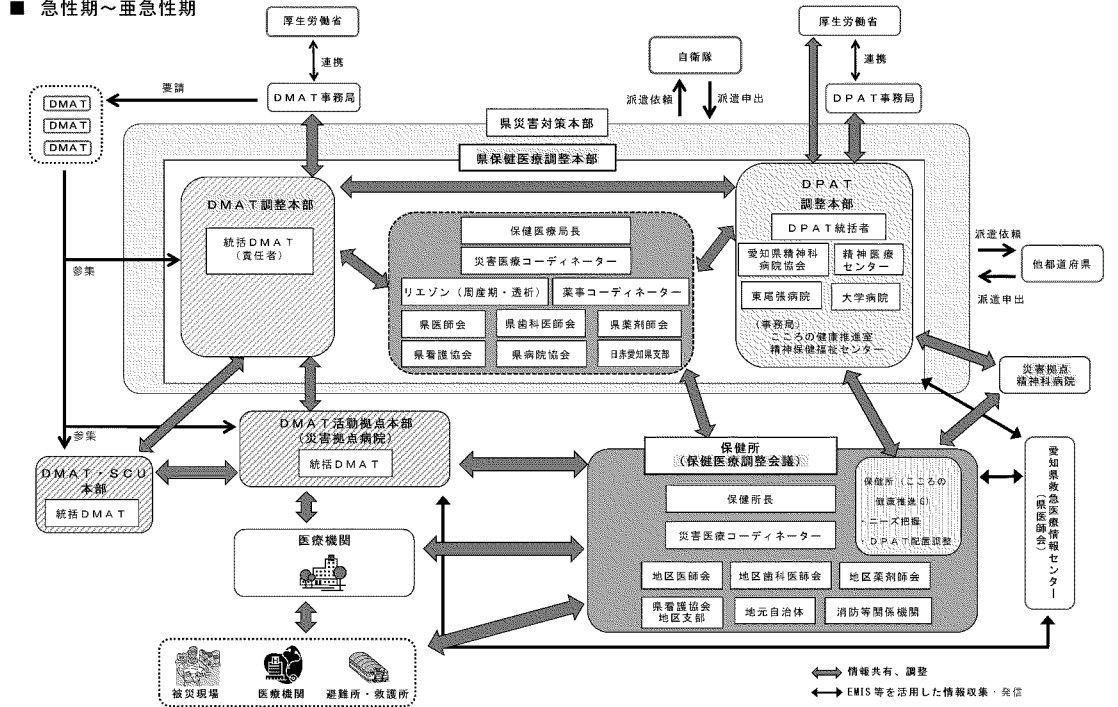 ■ 急性期～亜急性期
厚生労働省
連携
DMAT事務局
要請
DMAT
DMAT
DMAT
自衛隊
派遣依頼
派遣申出
厚生労働省
連携
DPAT事務局
県災害対策本部
県保健医療調整本部
DMAT調整本部
統括DMAT
(責任者)
参集
保健医療局長
災害医療コーディネーター
リエゾン（周産期・透析）
薬事コーディネーター
県医師会
県歯科医師会
県薬剤師会
県看護協会
県病院協会
日赤愛知県支部
DPAT
調整本部
DPAT統括者
愛知県精神科
病院協会
精神医療
センター
東尾張病院
大学病院
(事務局)
こころの健康推進室
精神保健福祉センター
派遣依頼
他都道府県
派遣申出
災害拠点
精神科病院
参集
DMAT活動拠点本部
(災害拠点病院)
統括DMAT
DMAT・SCU
本部
統括DMAT
医療機関
被災現場
医療機関
避難所・救護所
保健所
(保健医療調整会議)
保健所長
災害医療コーディネーター
保健所（こころの
健康推進G）
・ニーズ把握
・DPAT配置調整
地区医師会
地区歯科医師会
地区薬剤師会
県看護協会
地区支部
地元自治体
消防等関係機関
愛知県救急医療情報センター
(県医師会)
情報共有、調整
EMIS等を活用した情報収集・発信